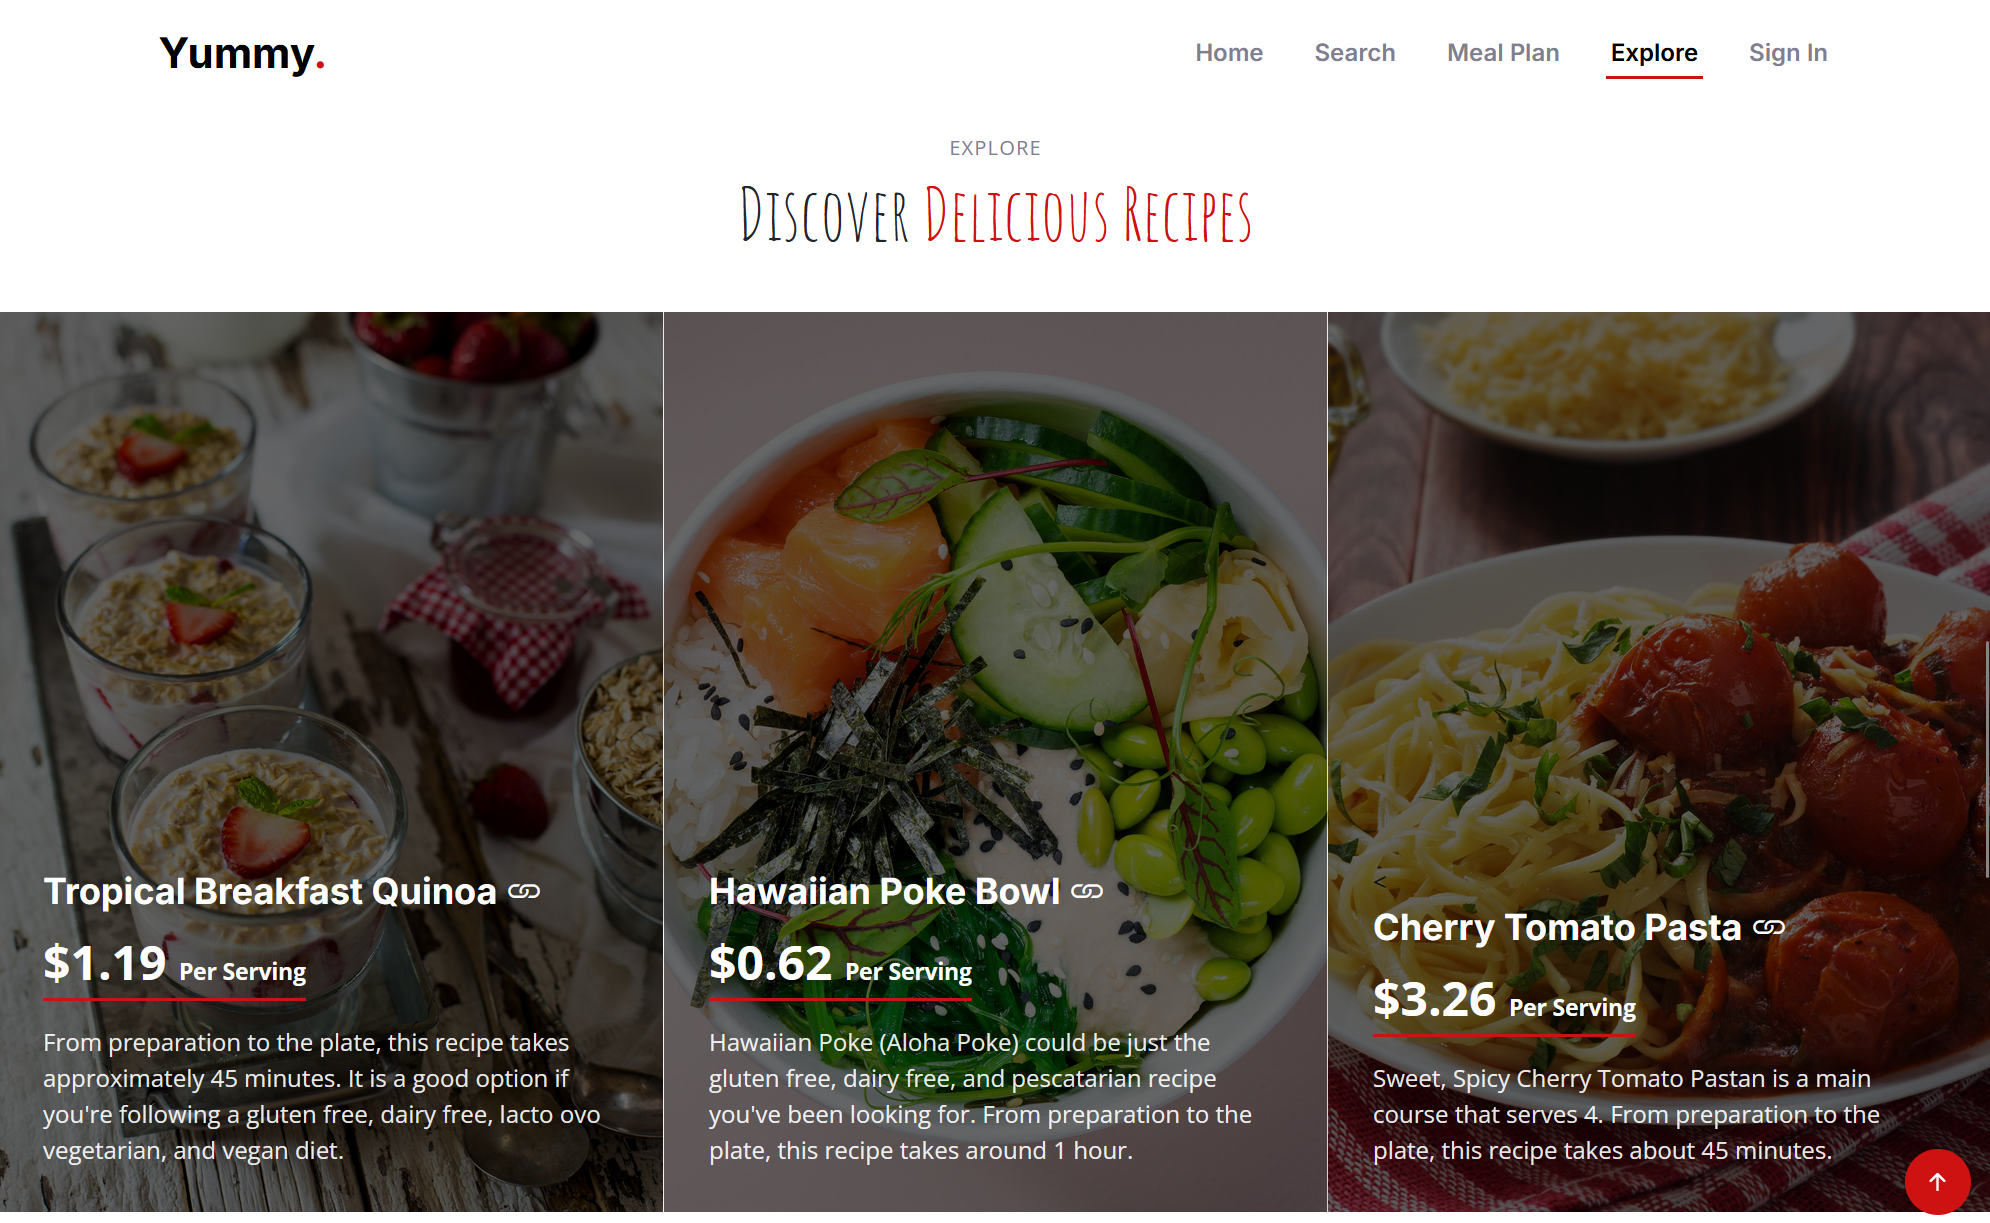 Yummy.
Home Search Meal Plan Explore Sign In
EXPLORE
Discover Delicious Recipes
Tropical Breakfast Quinoa
$1.19 Per Serving
From preparation to the plate, this recipe takes
approximately 45 minutes. It is a good option if
you're following a gluten free, dairy free, lacto ovo
vegetarian, and vegan diet.
Hawaiian Poke Bowl
$0.62 Per Serving
Hawaiian Poke (Aloha Poke) could be just the
gluten free, dairy free, and pescatarian recipe
you've been looking for. From preparation to the
plate, this recipe takes around 1 hour.
<
Cherry Tomato Pasta
$3.26 Per Serving
Sweet, Spicy Cherry Tomato Pastan is a main
course that serves 4. From preparation to the
plate, this recipe takes about 45 minutes.